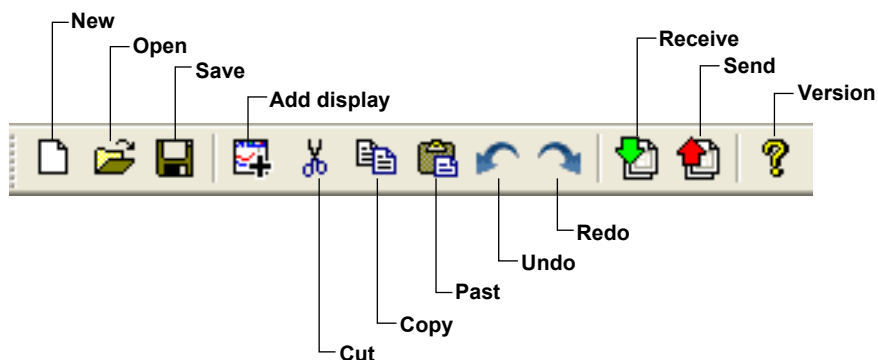 New
Open
Save
Add display
Receive
Send
Version
Redo
Undo
Past
Copy
Cut